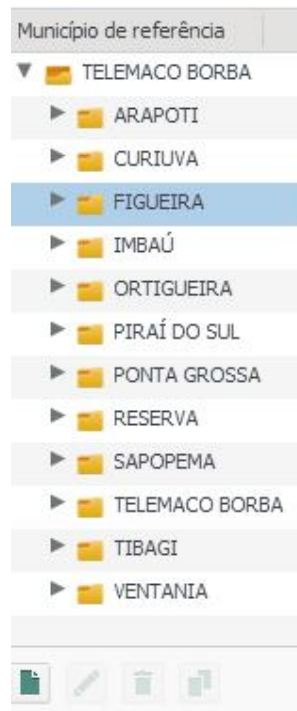 Município de referência
TELEMACO BORBA
ARAPOTI
CURIUVA
FIGUEIRA
IMBAÚ
ORTIGUEIRA
PIRAÍ DO SUL
PONTA GROSSA
RESERVA
SAPOPEMA
TELEMACO BORBA
TIBAGI
VENTANIA